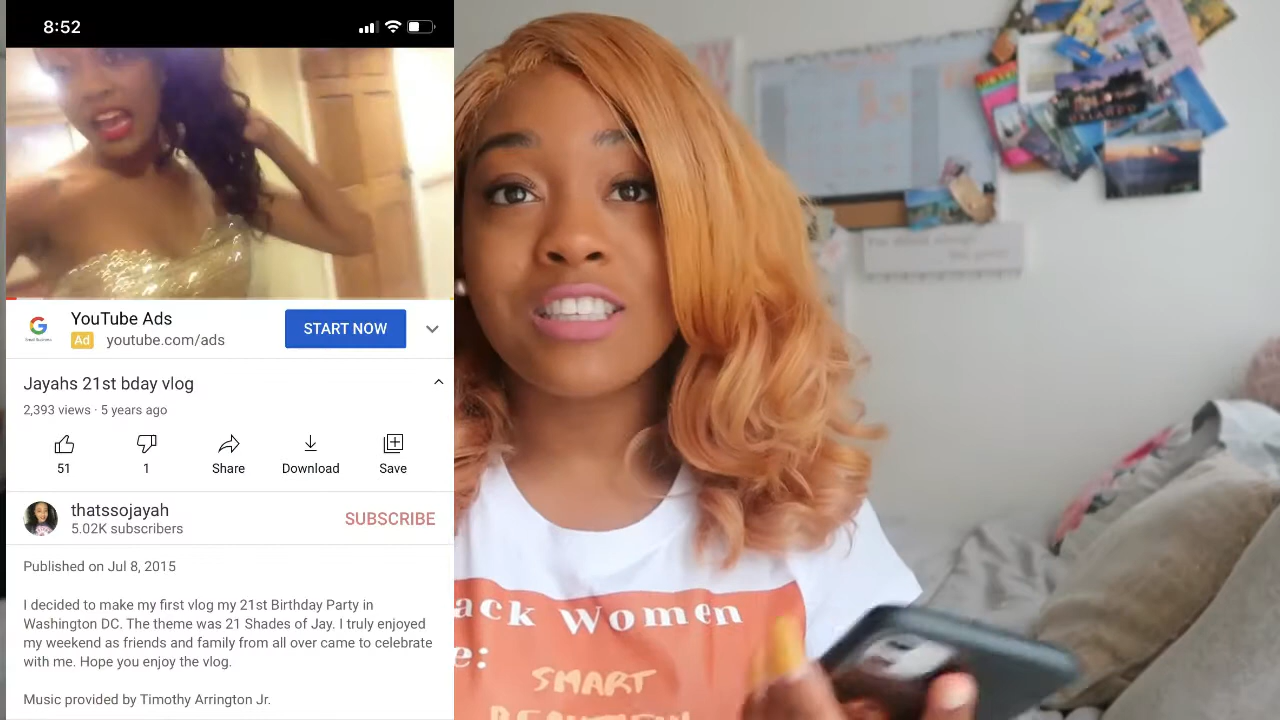 8:52
YouTube Ads
Ad youtube.com/ads
START NOW
Jayahs 21st bday vlog
2,393 views · 5 years ago
51
1
Share
Download
Save
thatssojayah
5.02K subscribers
SUBSCRIBE
Published on Jul 8, 2015
I decided to make my first vlog my 21st Birthday Party in
Washington DC. The theme was 21 Shades of Jay. I truly enjoyed
my weekend as friends and family from all over came to celebrate
with me. Hope you enjoy the vlog.
Music provided by Timothy Arrington Jr.
ack Women
e:
SMART
BEAUTIFUL